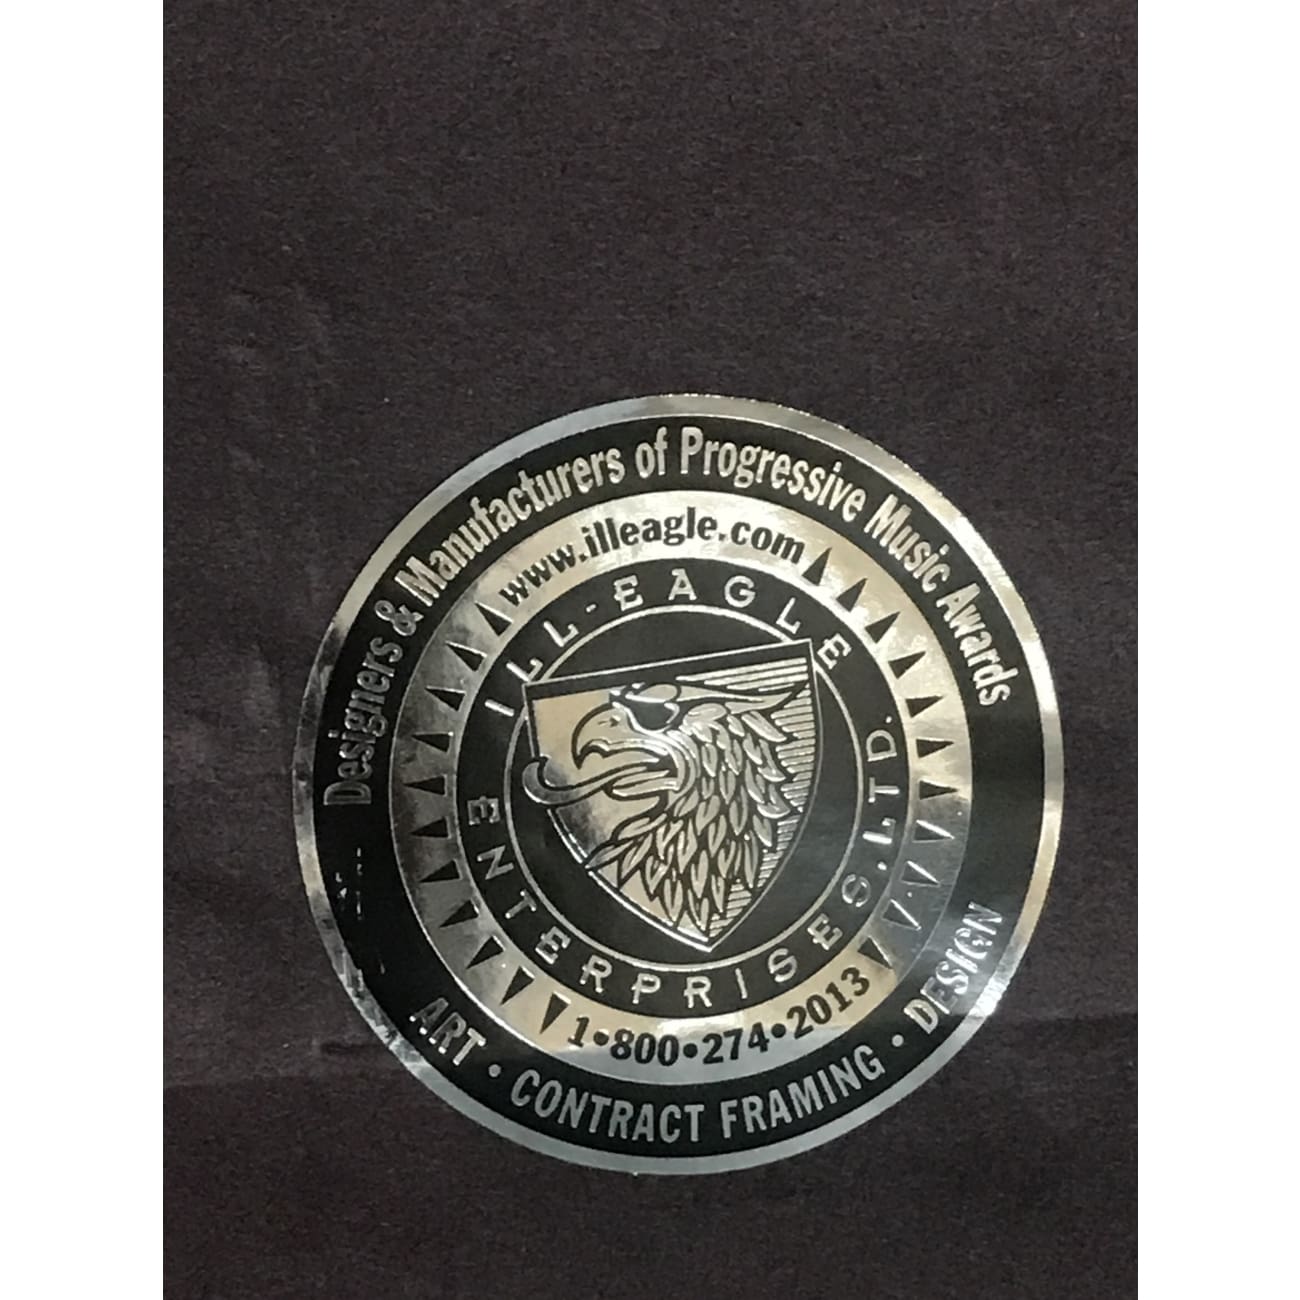 Designers & Manufacturers of Progressive Music Awards
www.illeagle.com
ILL-EAGLE
ENTERPRISES, LTD.
1•800•274•2013
ART • CONTRACT FRAMING • DESIGN